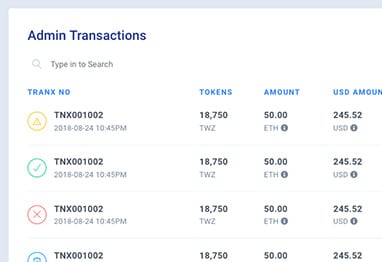 Admin Transactions
Type in to Search
TRANX NO TOKENS AMOUNT USD AMOUN
TNX001002 18,750 50.00 245.52
2018-08-24 10:45PM TWZ ETH USD
TNX001002 18,750 50.00 245.52
2018-08-24 10:45PM TWZ ETH USD
TNX001002 18,750 50.00 245.52
2018-08-24 10:45PM TWZ ETH USD
TNX001002 18,750 50.00 245.52